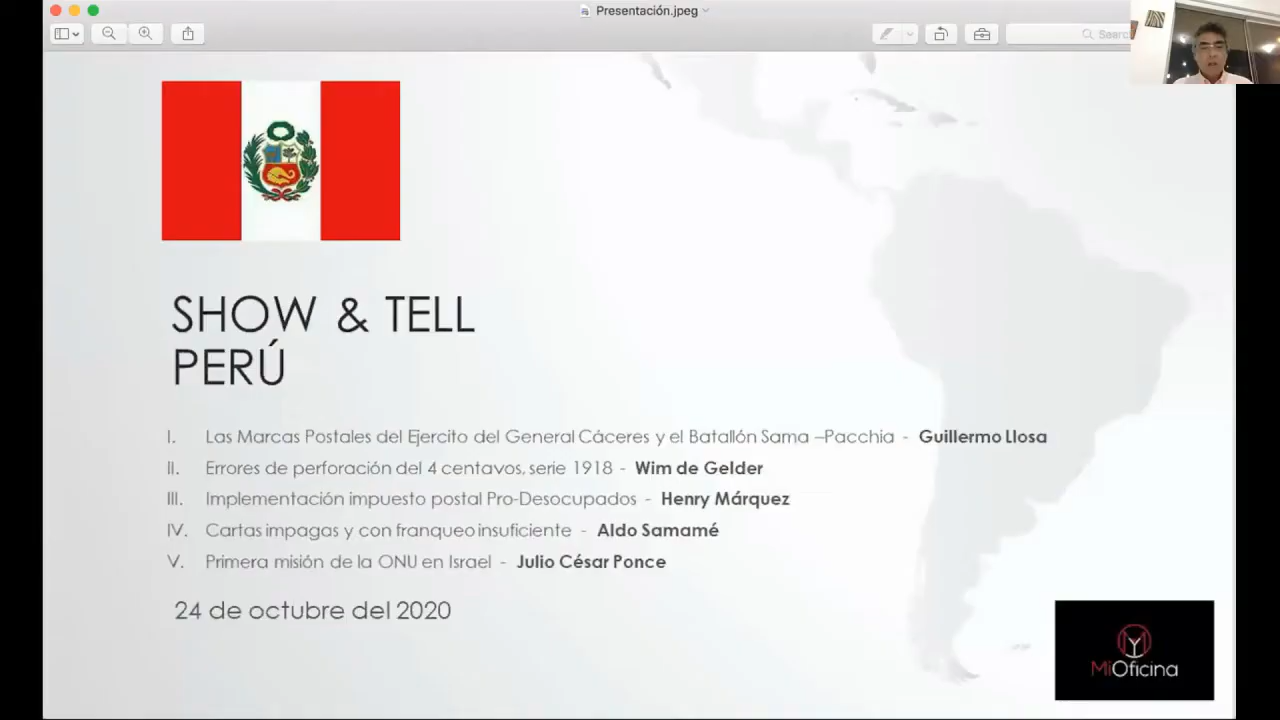 Presentación.jpeg
Searc
SHOW & TELL
PERÚ
I. Las Marcas Postales del Ejercito del General Cáceres y el Batallón Sama –Pacchia - Guillermo Llosa
II. Errores de perforación del 4 centavos, serie 1918 - Wim de Gelder
III. Implementación impuesto postal Pro-Desocupados - Henry Márquez
IV. Cartas impagas y con franqueo insuficiente - Aldo Samamé
V. Primera misión de la ONU en Israel - Julio César Ponce
24 de octubre del 2020
MiOficina